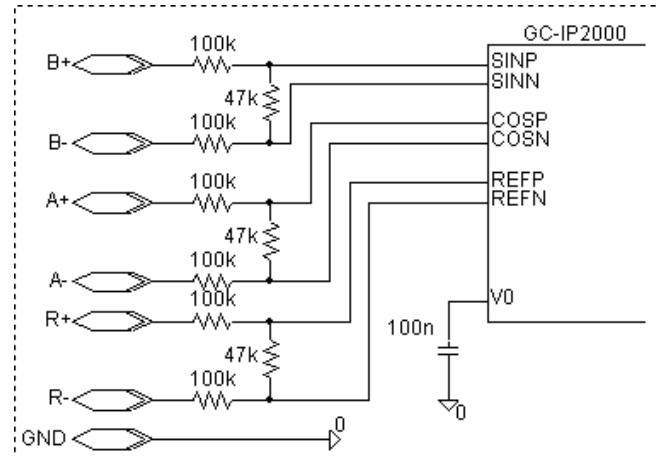 GC-IP2000
100k
B+
SINP
SINN
47k
100k
COSP
B-
COSN
100k
REFP
A+
REFN
47k
A-
100k
V0
100k
R+
100n
47k
100k
R-
0
0
GND